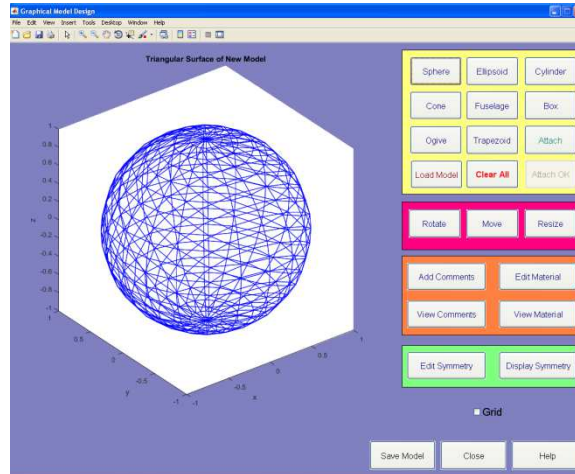 Graphical Model Design
File Edit View Insert Tools Desktop Window Help
Triangular Surface of New Model
Sphere Ellipsoid Cylinder
Cone Fuselage Box
Ogive Trapezoid Attach
Load Model Clear All Attach OK
Rotate Move Resize
Add Comments Edit Material
View Comments View Material
Edit Symmetry Display Symmetry
Grid
Save Model Close Help
1
0.8
0.6
0.4
0.2
0
-0.2
-0.4
-0.6
-0.8
-1
z
1
0.5
0
-0.5
-1
y
-1
-0.5
0
0.5
1
x